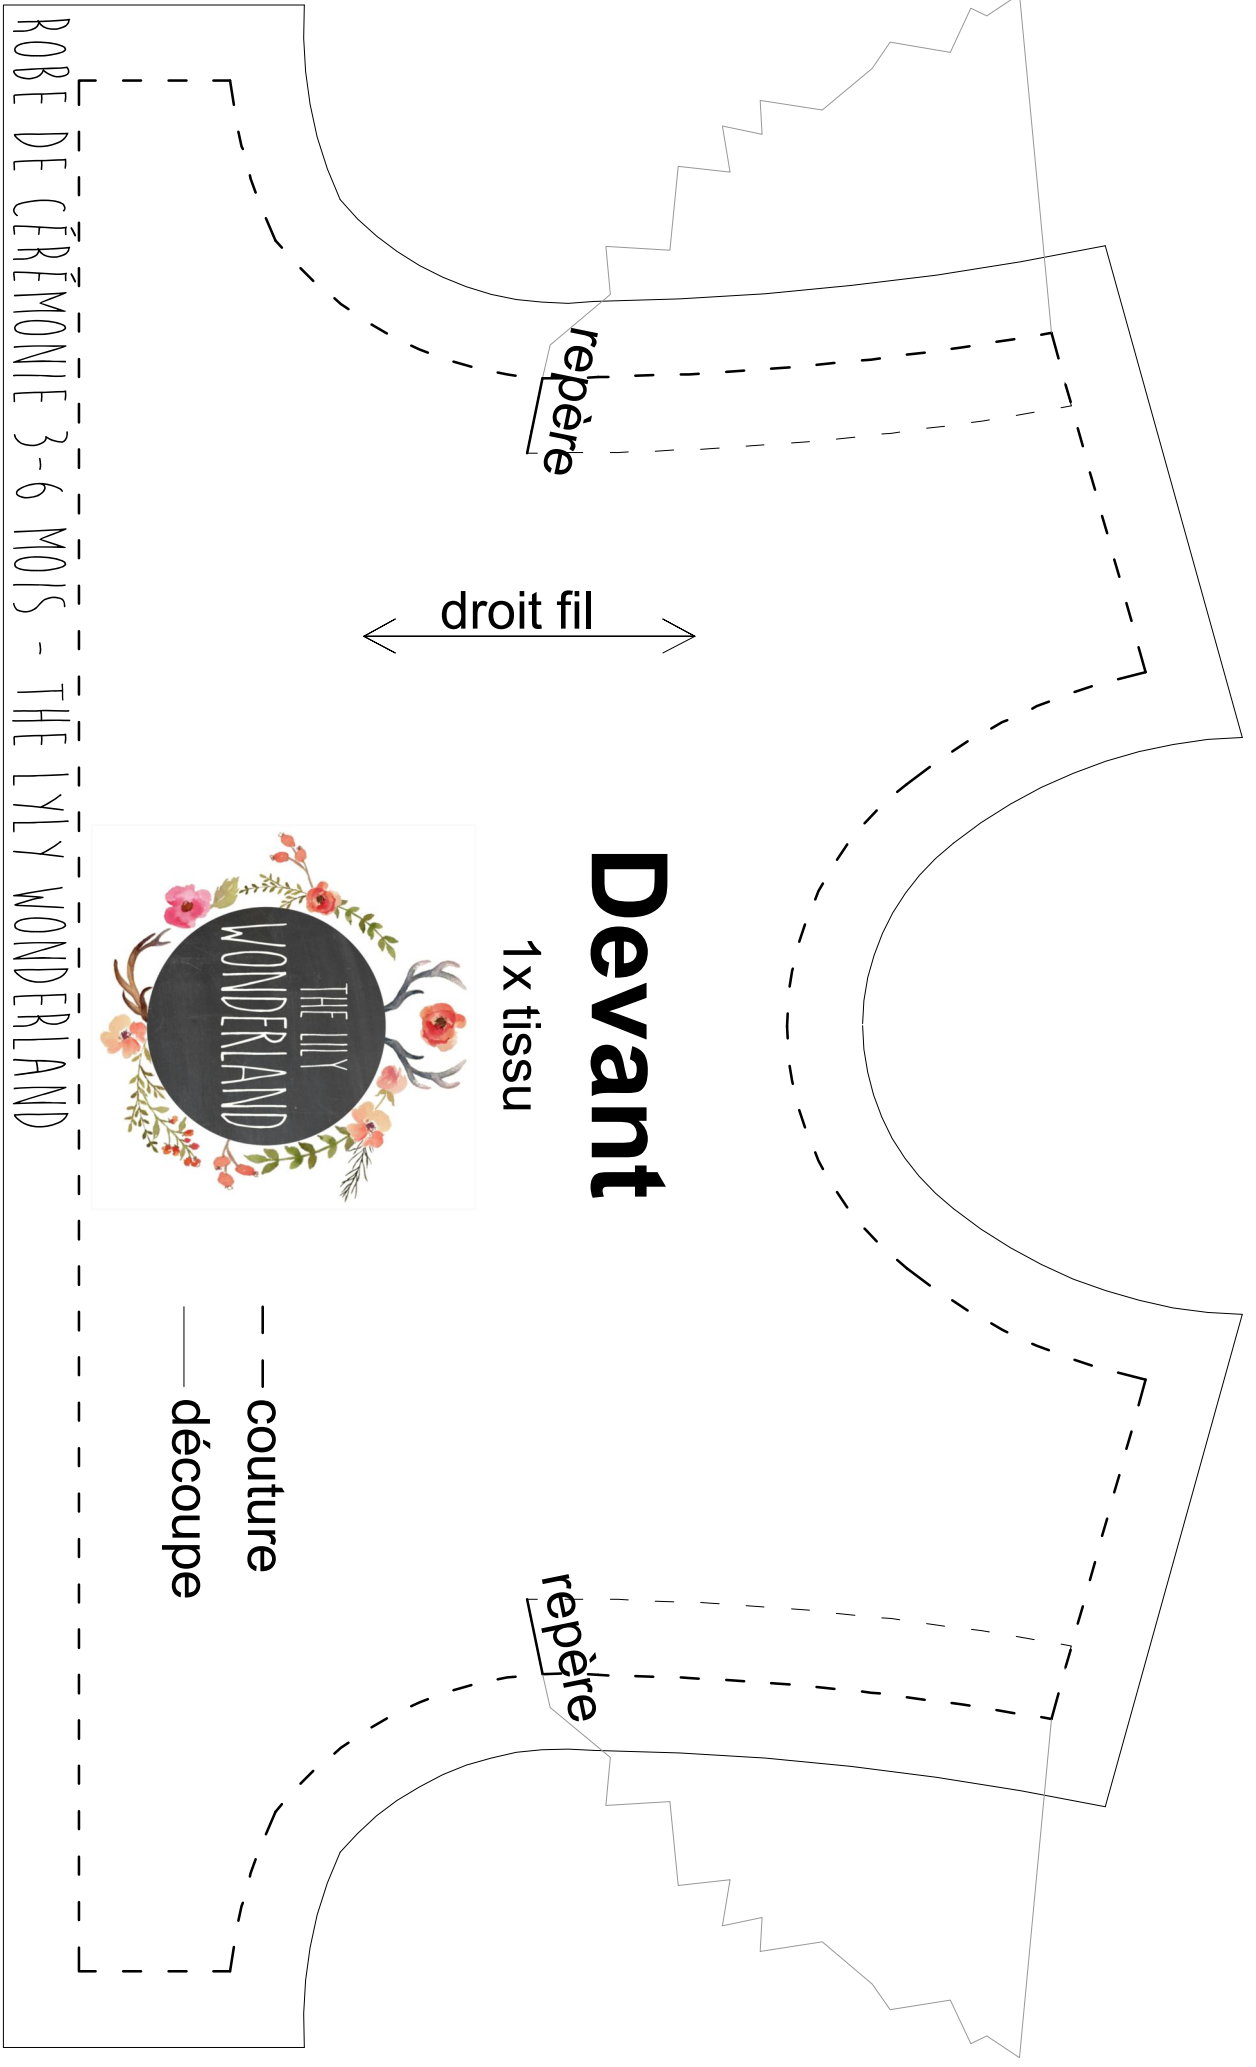 repère
droit fil
Devant
1x tissu
THE LILY
WONDERLAND
couture
découpe
repère
ROBE DE CÉRÉMONIE 3-6 MOIS - THE LYLY WONDERLAND